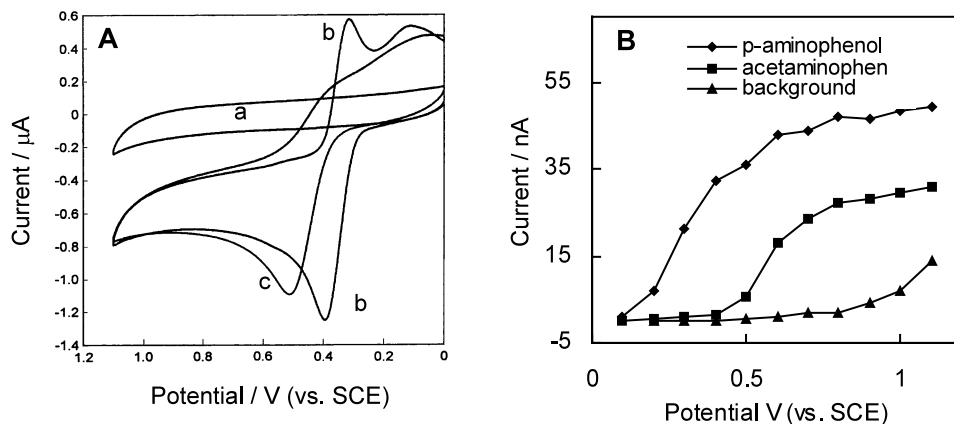 A
Current / μA
0.6
0.4
0.2
0
-0.2
-0.4
-0.6
-0.8
-1.0
-1.2
-1.4
1.2
1.0
0.8
0.6
0.4
0.2
0
a
b
c
b
Potential / V (vs. SCE)
B
p-aminophenol
acetaminophen
background
Current / nA
55
35
15
-5
0
0.5
1
Potential V (vs. SCE)